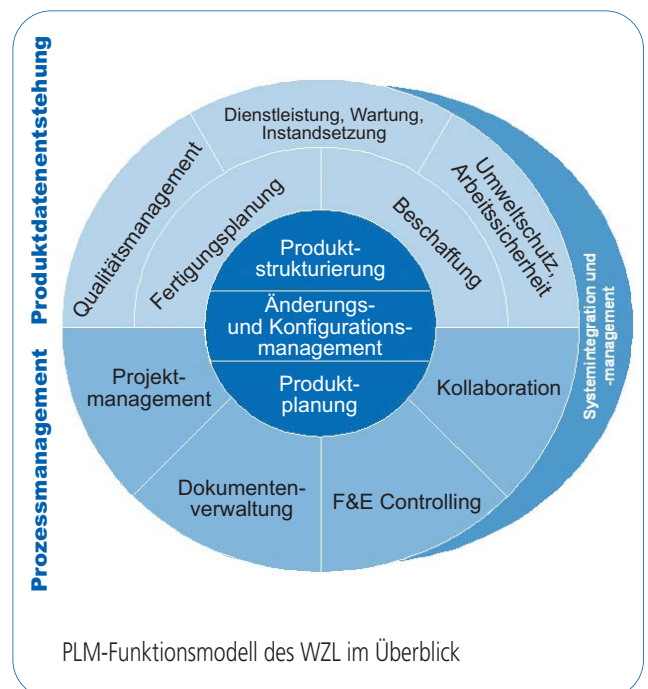 Produktdatenentstehung
Prozessmanagement
Dienstleistung, Wartung,
Instandsetzung
Qualitätsmanagement
Fertigungsplanung
Beschaffung
Umweltschutz,
Arbeitssicherheit
Systemintegration und
-management
Produkt-
strukturierung
Änderungs-
und Konfigurations-
management
Produkt-
planung
Projekt-
management
Kollaboration
Dokumenten-
verwaltung
F&E Controlling
PLM-Funktionsmodell des WZL im Überblick